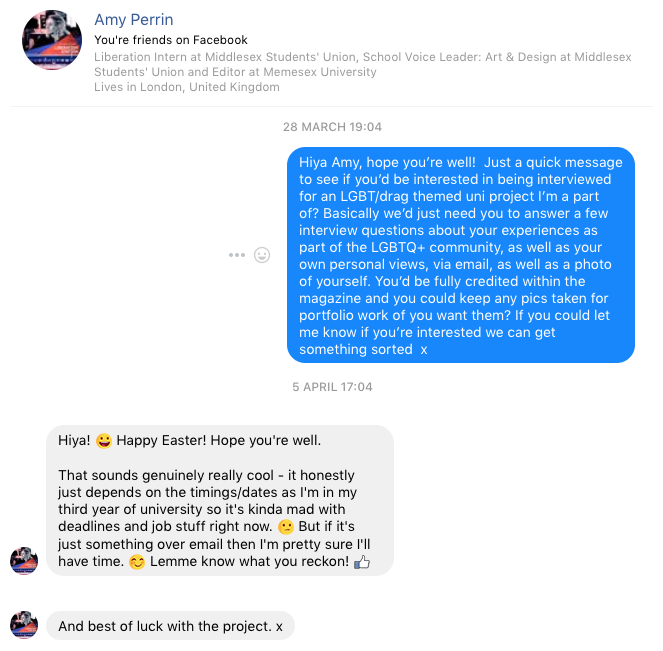 Amy Perrin
You're friends on Facebook
Liberation Intern at Middlesex Students' Union, School Voice Leader: Art & Design at Middlesex
Students' Union and Editor at Memesex University
Lives in London, United Kingdom
28 MARCH 19:04
Hiya Amy, hope you’re well!  Just a quick message
to see if you’d be interested in being interviewed
for an LGBT/drag themed uni project I’m a part
of? Basically we’d just need you to answer a few
interview questions about your experiences as
part of the LGBTQ+ community, as well as your
own personal views, via email, as well as a photo
of yourself. You’d be fully credited within the
magazine and you could keep any pics taken for
portfolio work of you want them? If you could let
me know if you’re interested we can get
something sorted  x
5 APRIL 17:04
Hiya! 😀 Happy Easter! Hope you're well.
That sounds genuinely really cool - it honestly
just depends on the timings/dates as I'm in my
third year of university so it's kinda mad with
deadlines and job stuff right now. 🙁 But if it's
just something over email then I'm pretty sure I'll
have time. 😊 Lemme know what you reckon! 👍
And best of luck with the project. x